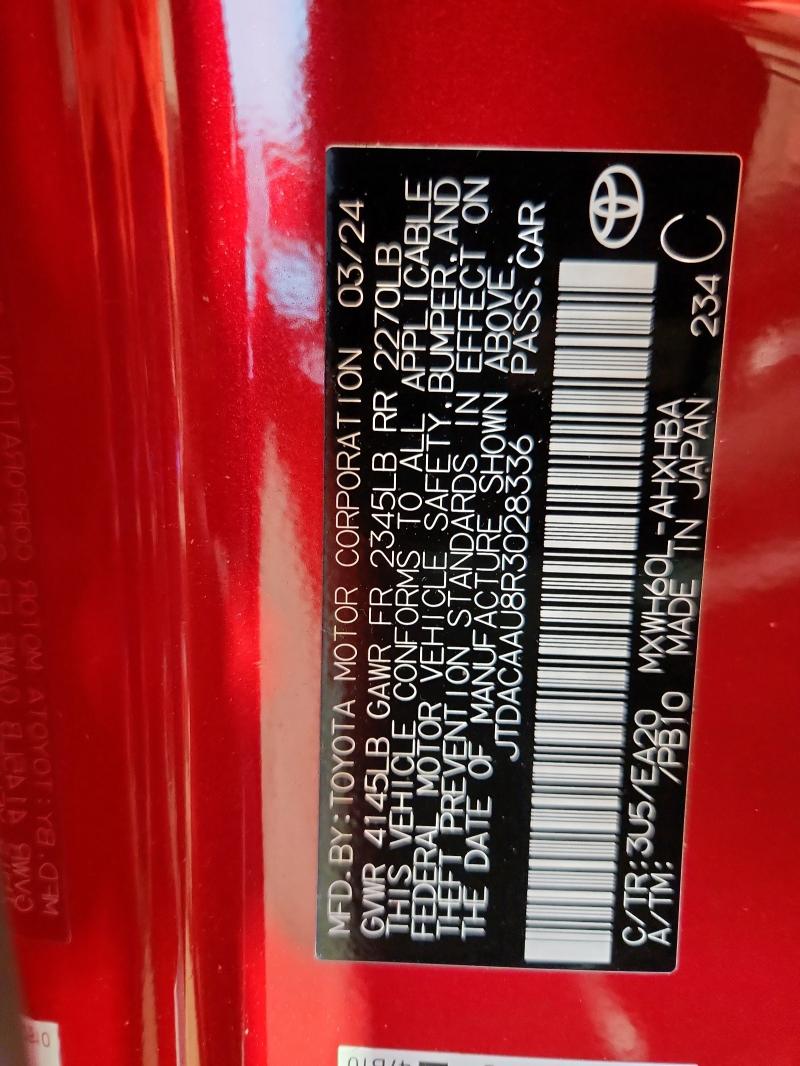 MFD.BY:TOYOTA MOTOR CORPORATION 03/24
GVWR 4145LB GAWR FR 2345LB RR 2270LB
THIS VEHICLE CONFORMS TO ALL APPLICABLE
FEDERAL MOTOR VEHICLE SAFETY,BUMPER,AND
THEFT PREVENTION STANDARDS IN EFFECT ON
THE DATE OF MANUFACTURE SHOWN ABOVE.
JTDACAAU8R3028336 PASS.CAR
C/TR:3U5/EA20 MXWH60L-AHXHBA
A/TM: /PB10 MADE IN JAPAN 234 C